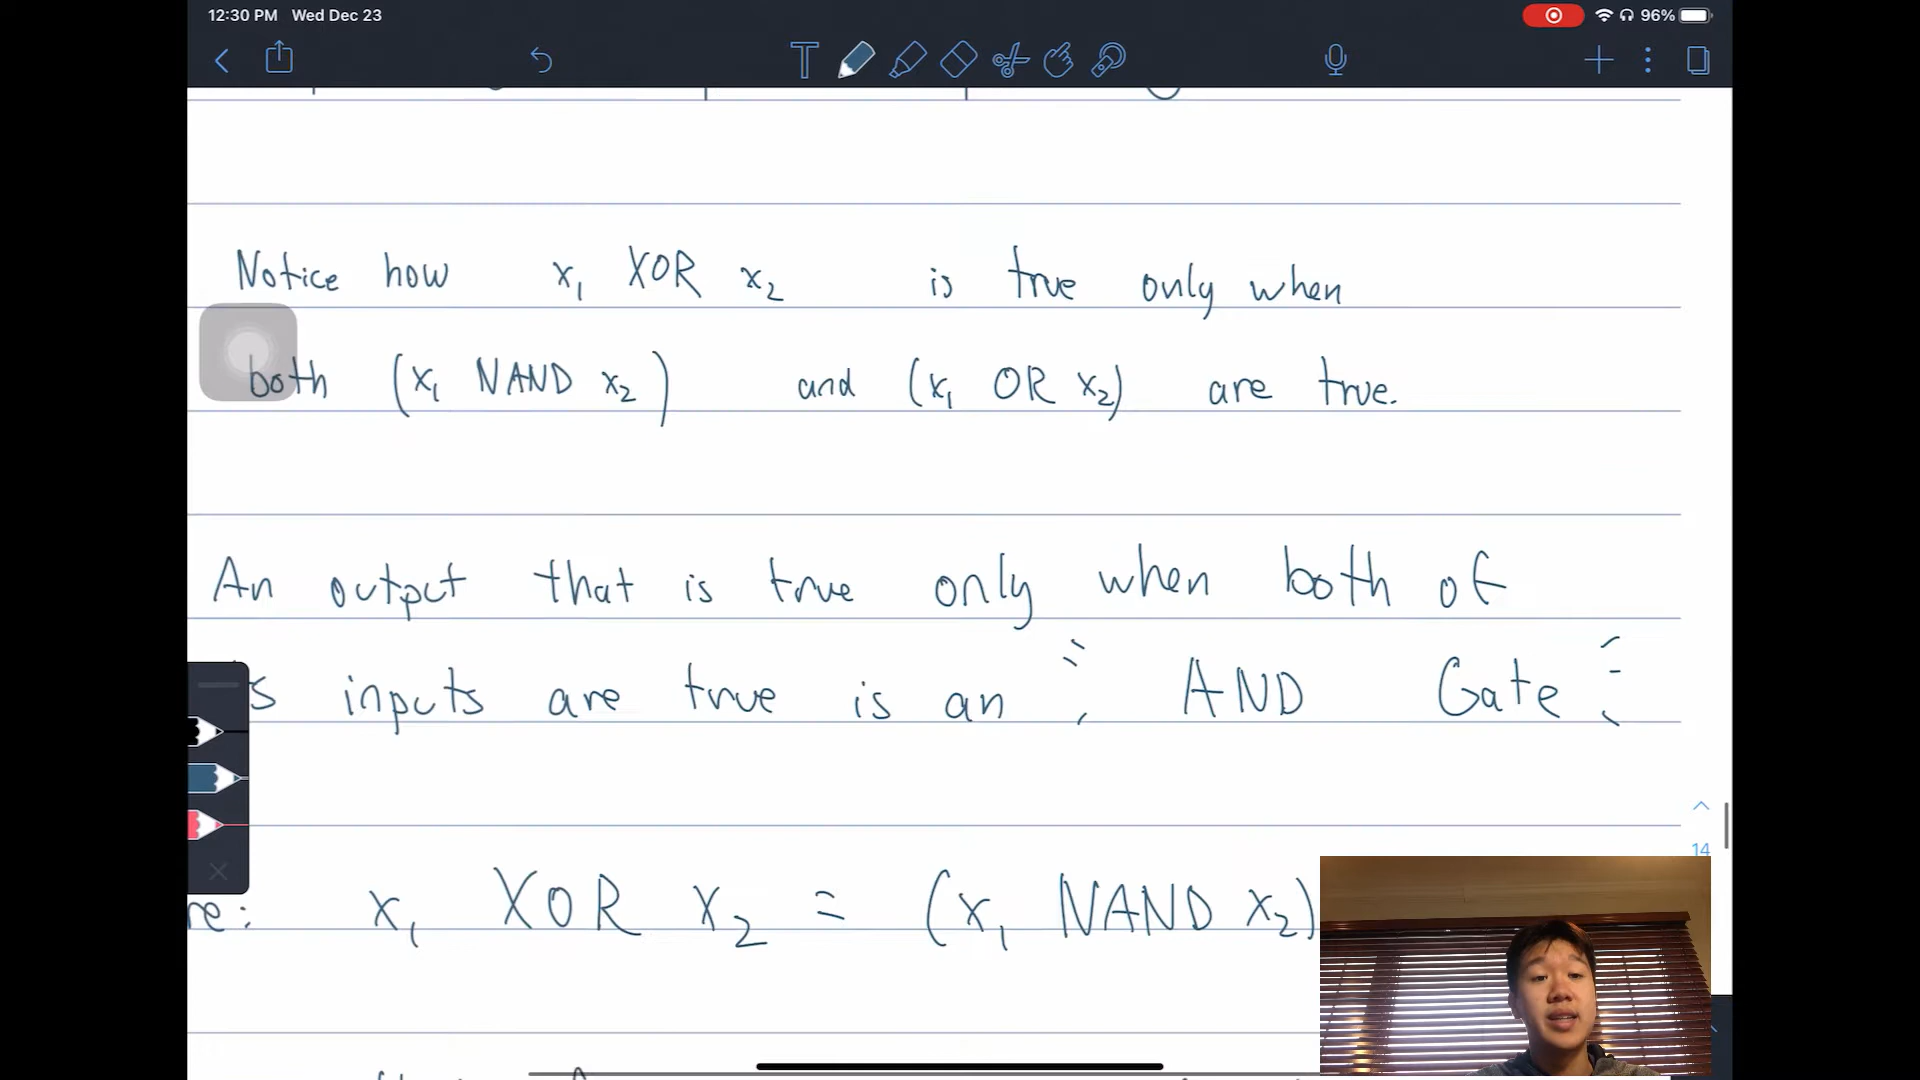 12:30 PM Wed Dec 23
96%
T
Notice how x₁ XOR x₂ is true only when
both (x₁ NAND x₂) and (x₁ OR x₂) are true.
An output that is true only when both of
s inputs are true is an AND Gate
re: x₁ XOR x₂ = (x₁ NAND x₂)
14